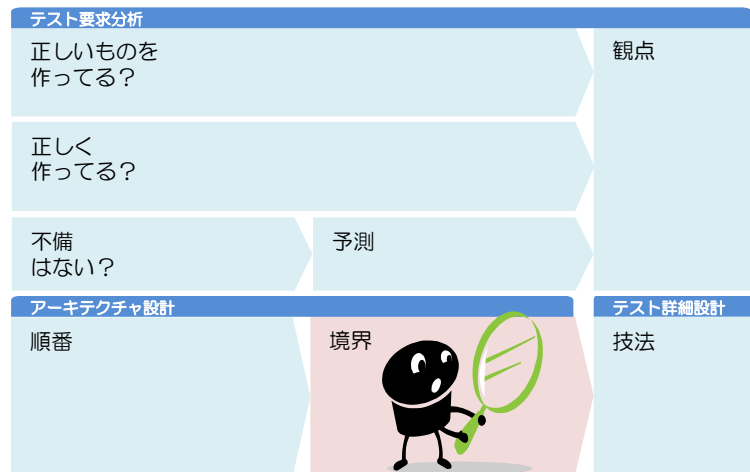 テスト要求分析
正しいものを
作ってる？
観点
正しく
作ってる？
不備
はない？
予測
アーキテクチャ設計
テスト詳細設計
順番
境界
技法